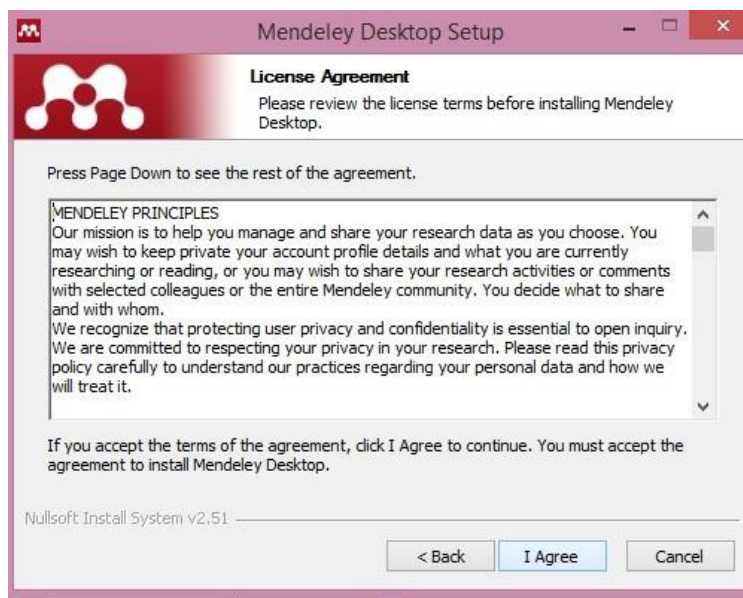 Mendeley Desktop Setup
License Agreement
Please review the license terms before installing Mendeley
Desktop.
Press Page Down to see the rest of the agreement.
MENDELEY PRINCIPLES
Our mission is to help you manage and share your research data as you choose. You
may wish to keep private your account profile details and what you are currently
researching or reading, or you may wish to share your research activities or comments
with selected colleagues or the entire Mendeley community. You decide what to share
and with whom.
We recognize that protecting user privacy and confidentiality is essential to open inquiry.
We are committed to respecting your privacy in your research. Please read this privacy
policy carefully to understand our practices regarding your personal data and how we
will treat it.
If you accept the terms of the agreement, click I Agree to continue. You must accept the
agreement to install Mendeley Desktop.
Nullsoft Install System v2.51
< Back I Agree Cancel